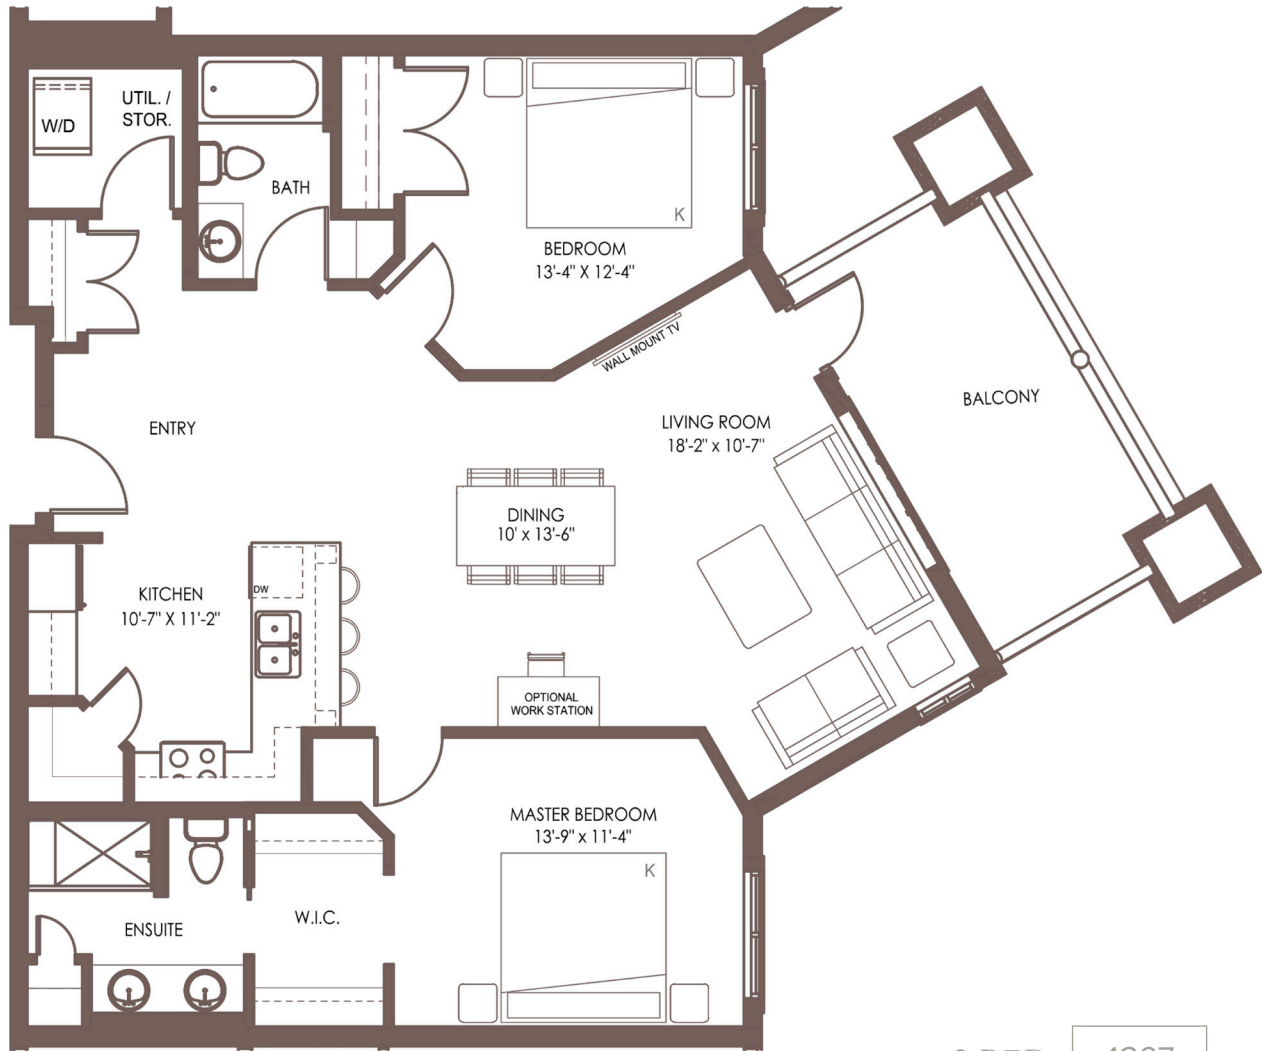 UTIL. /
STOR.
W/D
BATH
K
BEDROOM
13'-4" X 12'-4"
WALL MOUNT TV
BALCONY
LIVING ROOM
18'-2" x 10'-7"
ENTRY
DINING
10' x 13'-6"
DW
KITCHEN
10'-7" X 11'-2"
OPTIONAL
WORK STATION
MASTER BEDROOM
13'-9" x 11'-4"
K
W.I.C.
ENSUITE